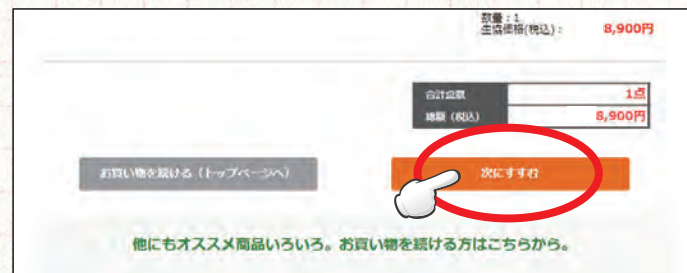 数量：1
生協価格(税込)： 8,900円
合計点数 1点
総額（税込） 8,900円
お買い物を続ける（トップページへ） 次にすすむ
他にもオススメ商品いろいろ。お買い物を続ける方はこちらから。